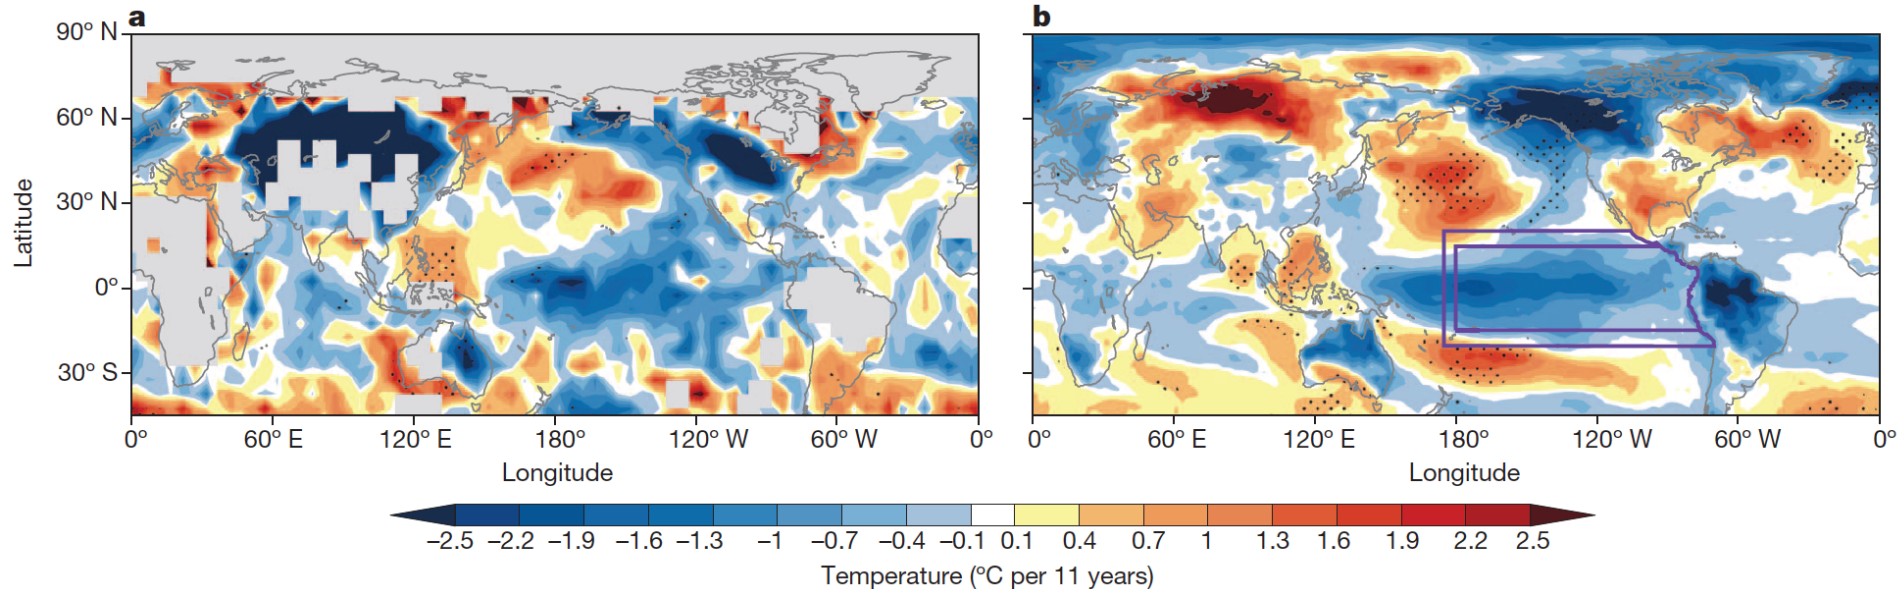 a
b
90° N
60° N
30° N
0°
30° S
Latitude
0°
60° E
120° E
180°
120° W
60° W
0°
Longitude
0°
60° E
120° E
180°
120° W
60° W
0°
Longitude
−2.5 −2.2 −1.9 −1.6 −1.3 −1 −0.7 −0.4 −0.1 0.1 0.4 0.7 1 1.3 1.6 1.9 2.2 2.5
Temperature (°C per 11 years)